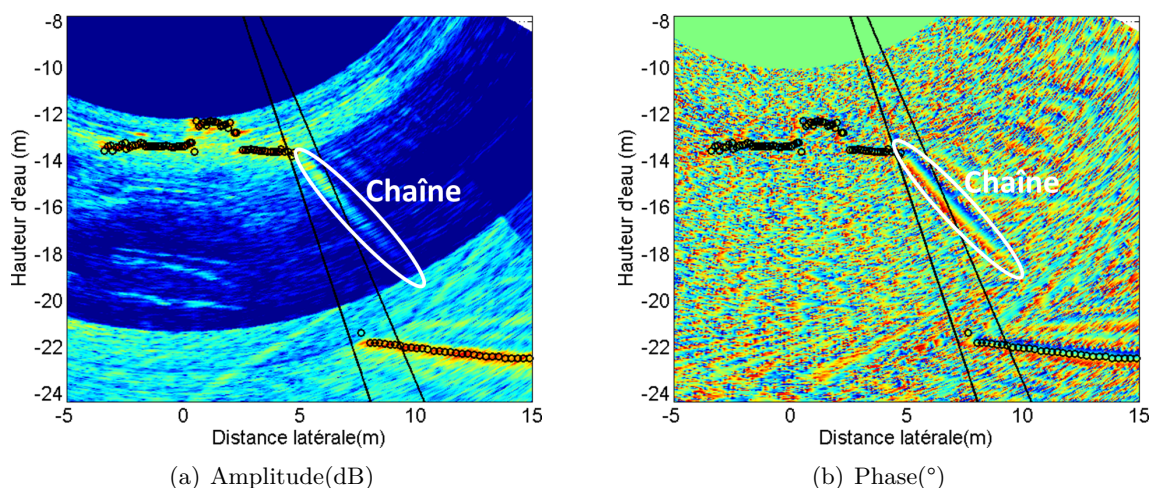 -8
-10
-12
-14
-16
-18
-20
-22
-24
Hauteur d'eau (m)
Chaîne
-5 0 5 10 15
Distance latérale(m)
(a) Amplitude(dB)
-8
-10
-12
-14
-16
-18
-20
-22
-24
Hauteur d'eau (m)
Chaîne
-5 0 5 10 15
Distance latérale(m)
(b) Phase(°)